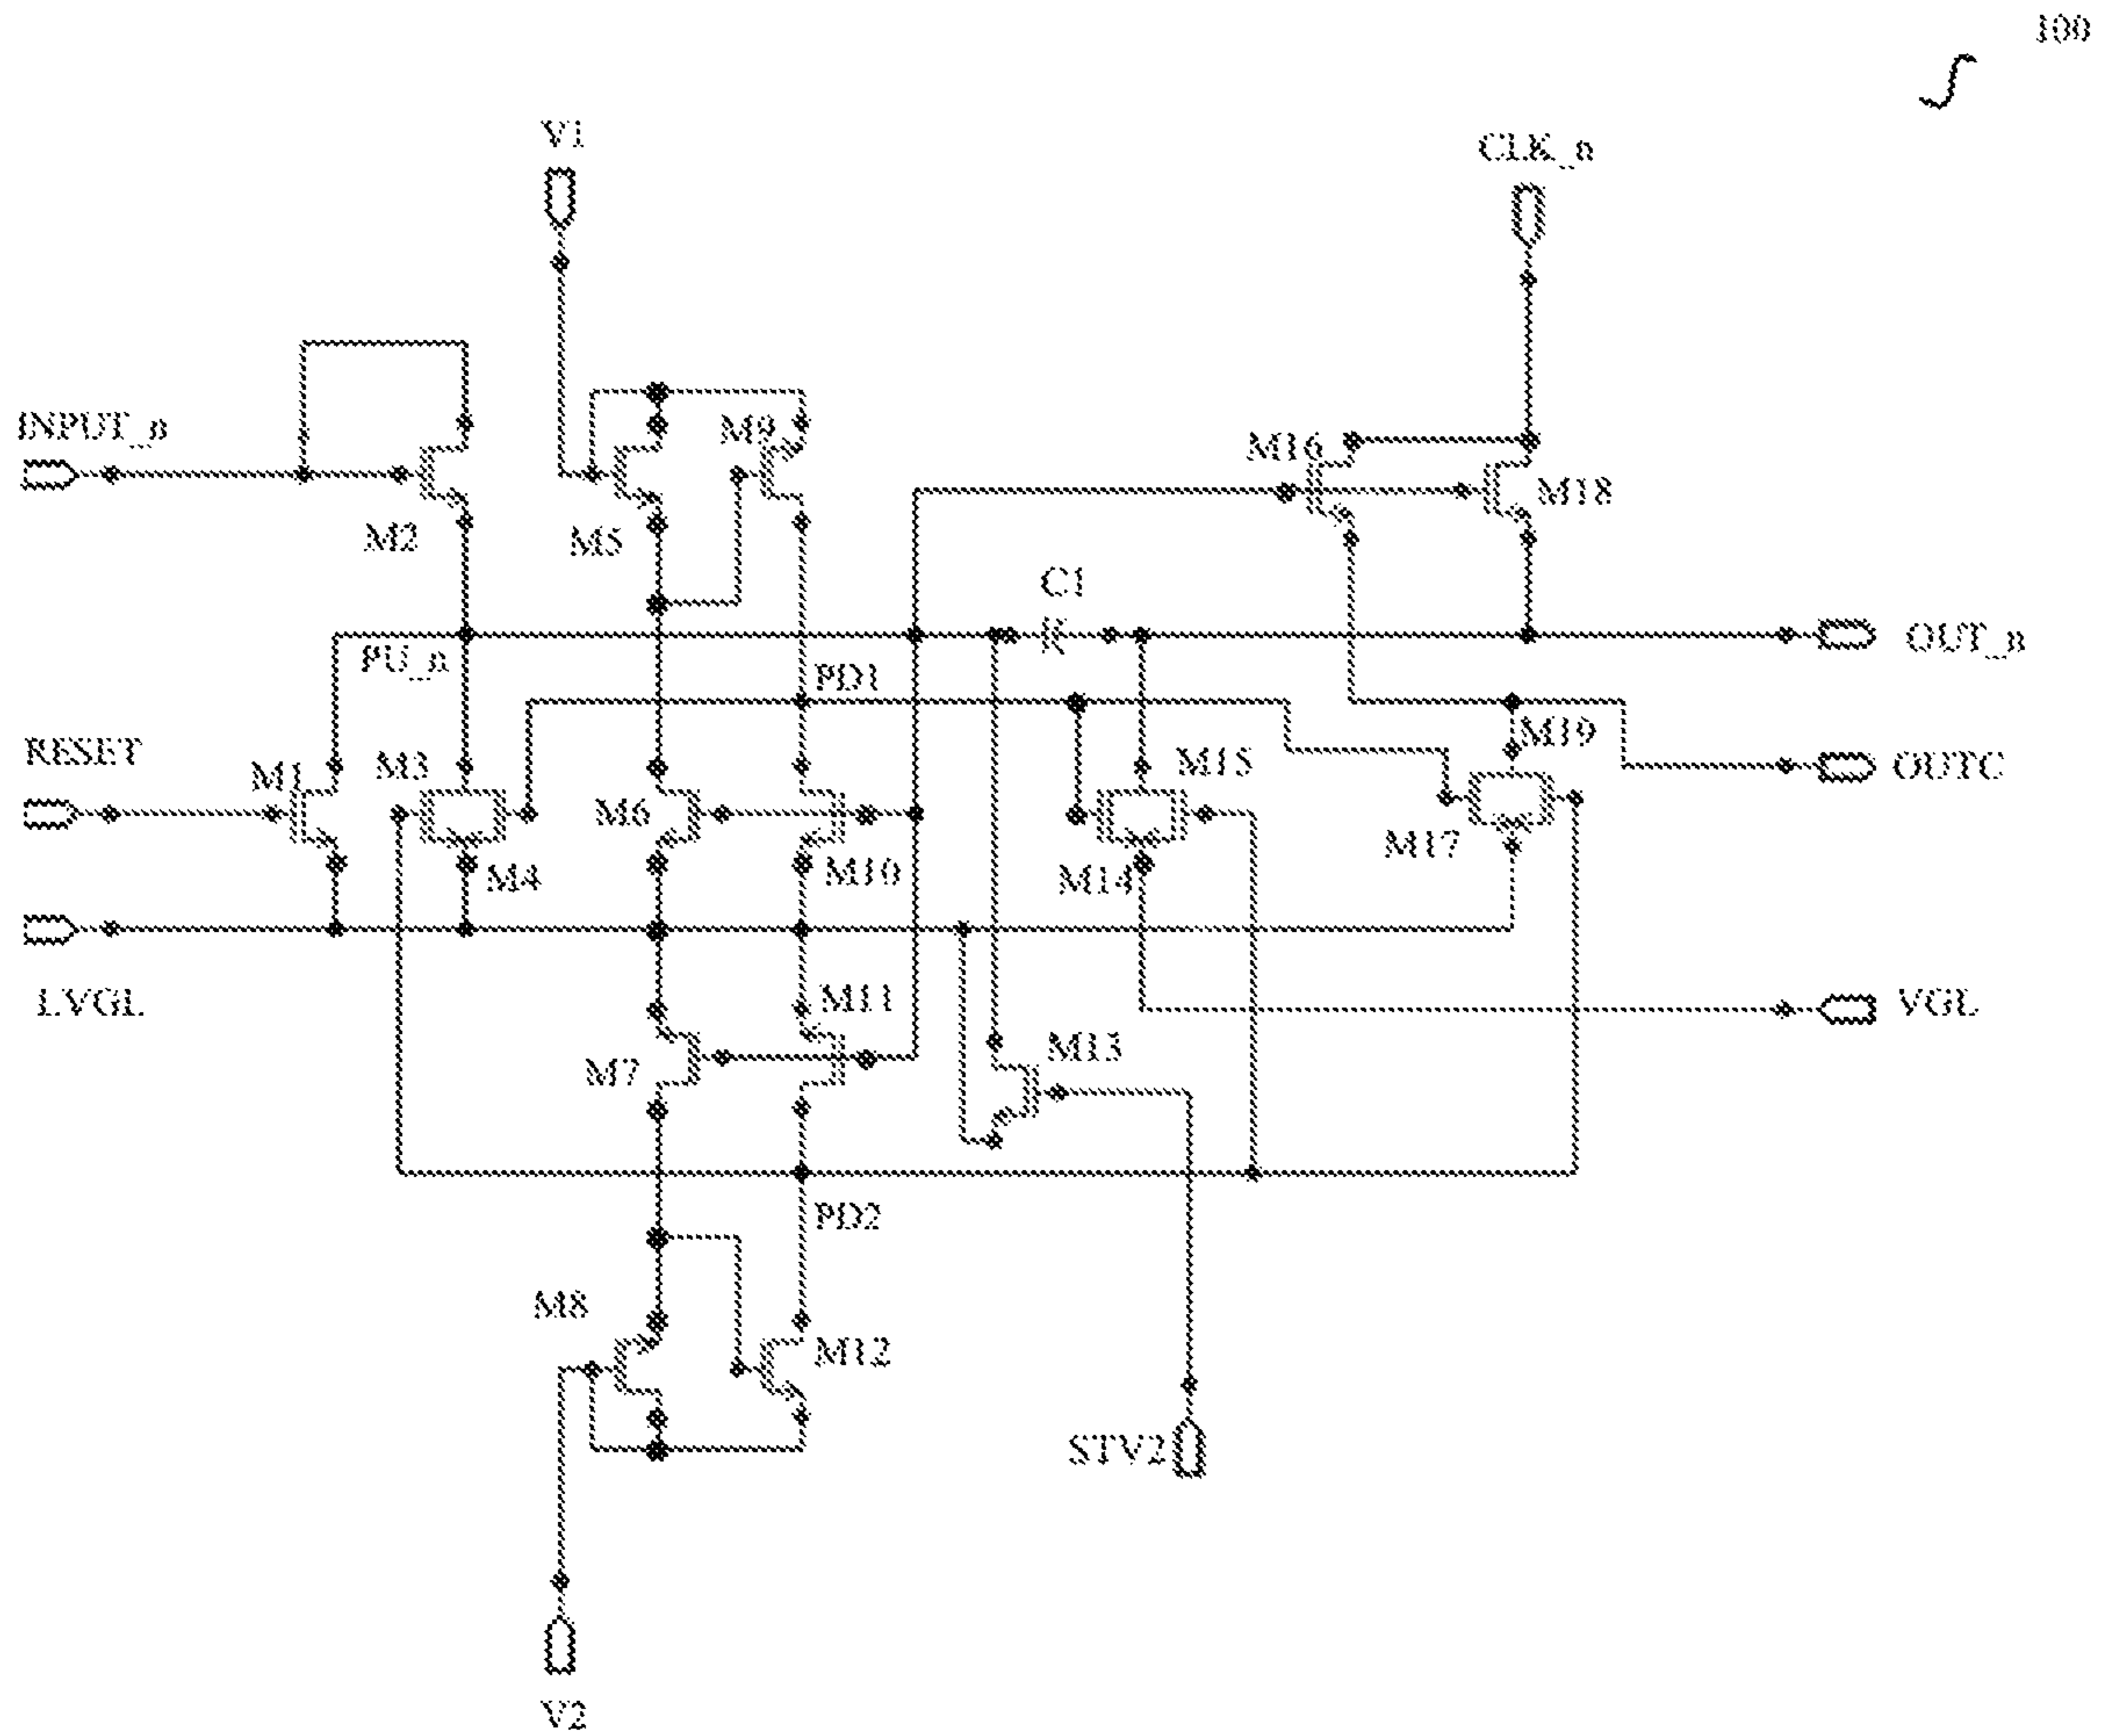 100
V1
CLK_n
INPUT_n
M9
M16
M18
M2
M5
C1
OUT_n
PU_n
PD1
M19
RESET
M1
M3
M15
OUTC
M6
M17
M4
M10
M14
LVGL
M11
VGL
M13
M7
PD2
M8
M12
STV2
V2